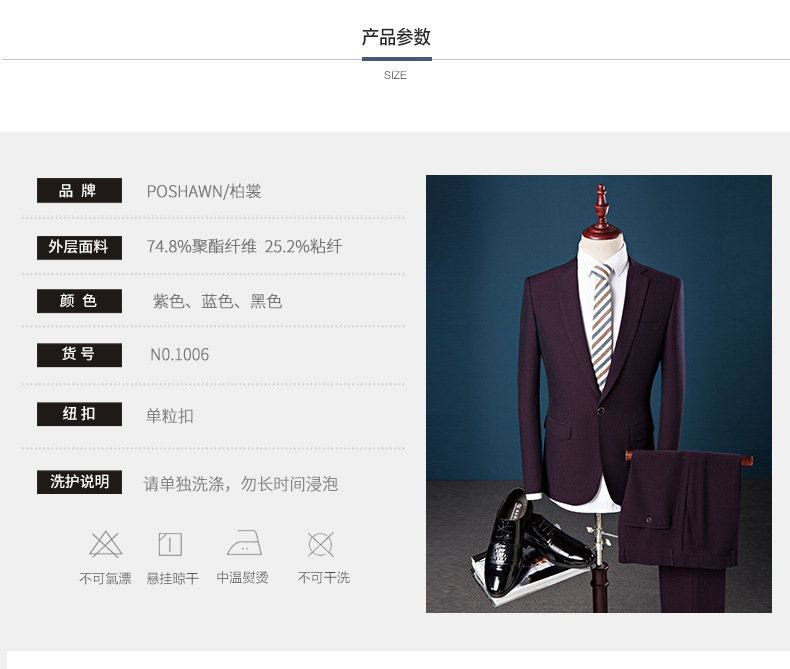 产品参数
SIZE
品 牌
POSHAWN/柏裳
外层面料
74.8%聚酯纤维 25.2%粘纤
颜 色
紫色、蓝色、黑色
货 号
N0.1006
纽 扣
单粒扣
洗护说明
请单独洗涤，勿长时间浸泡
不可氯漂 悬挂晾干 中温熨烫 不可干洗